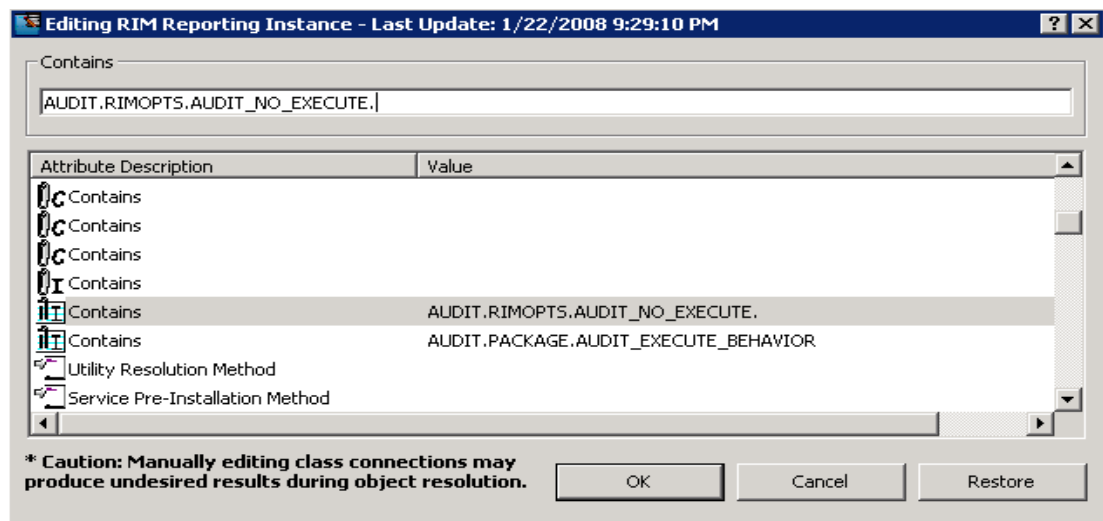 Editing RIM Reporting Instance - Last Update: 1/22/2008 9:29:10 PM
Contains
AUDIT.RIMOPTS.AUDIT_NO_EXECUTE.
Attribute Description Value
Contains
Contains
Contains
Contains
Contains AUDIT.RIMOPTS.AUDIT_NO_EXECUTE.
Contains AUDIT.PACKAGE.AUDIT_EXECUTE_BEHAVIOR
Utility Resolution Method
Service Pre-Installation Method
* Caution: Manually editing class connections may
produce undesired results during object resolution.
OK Cancel Restore